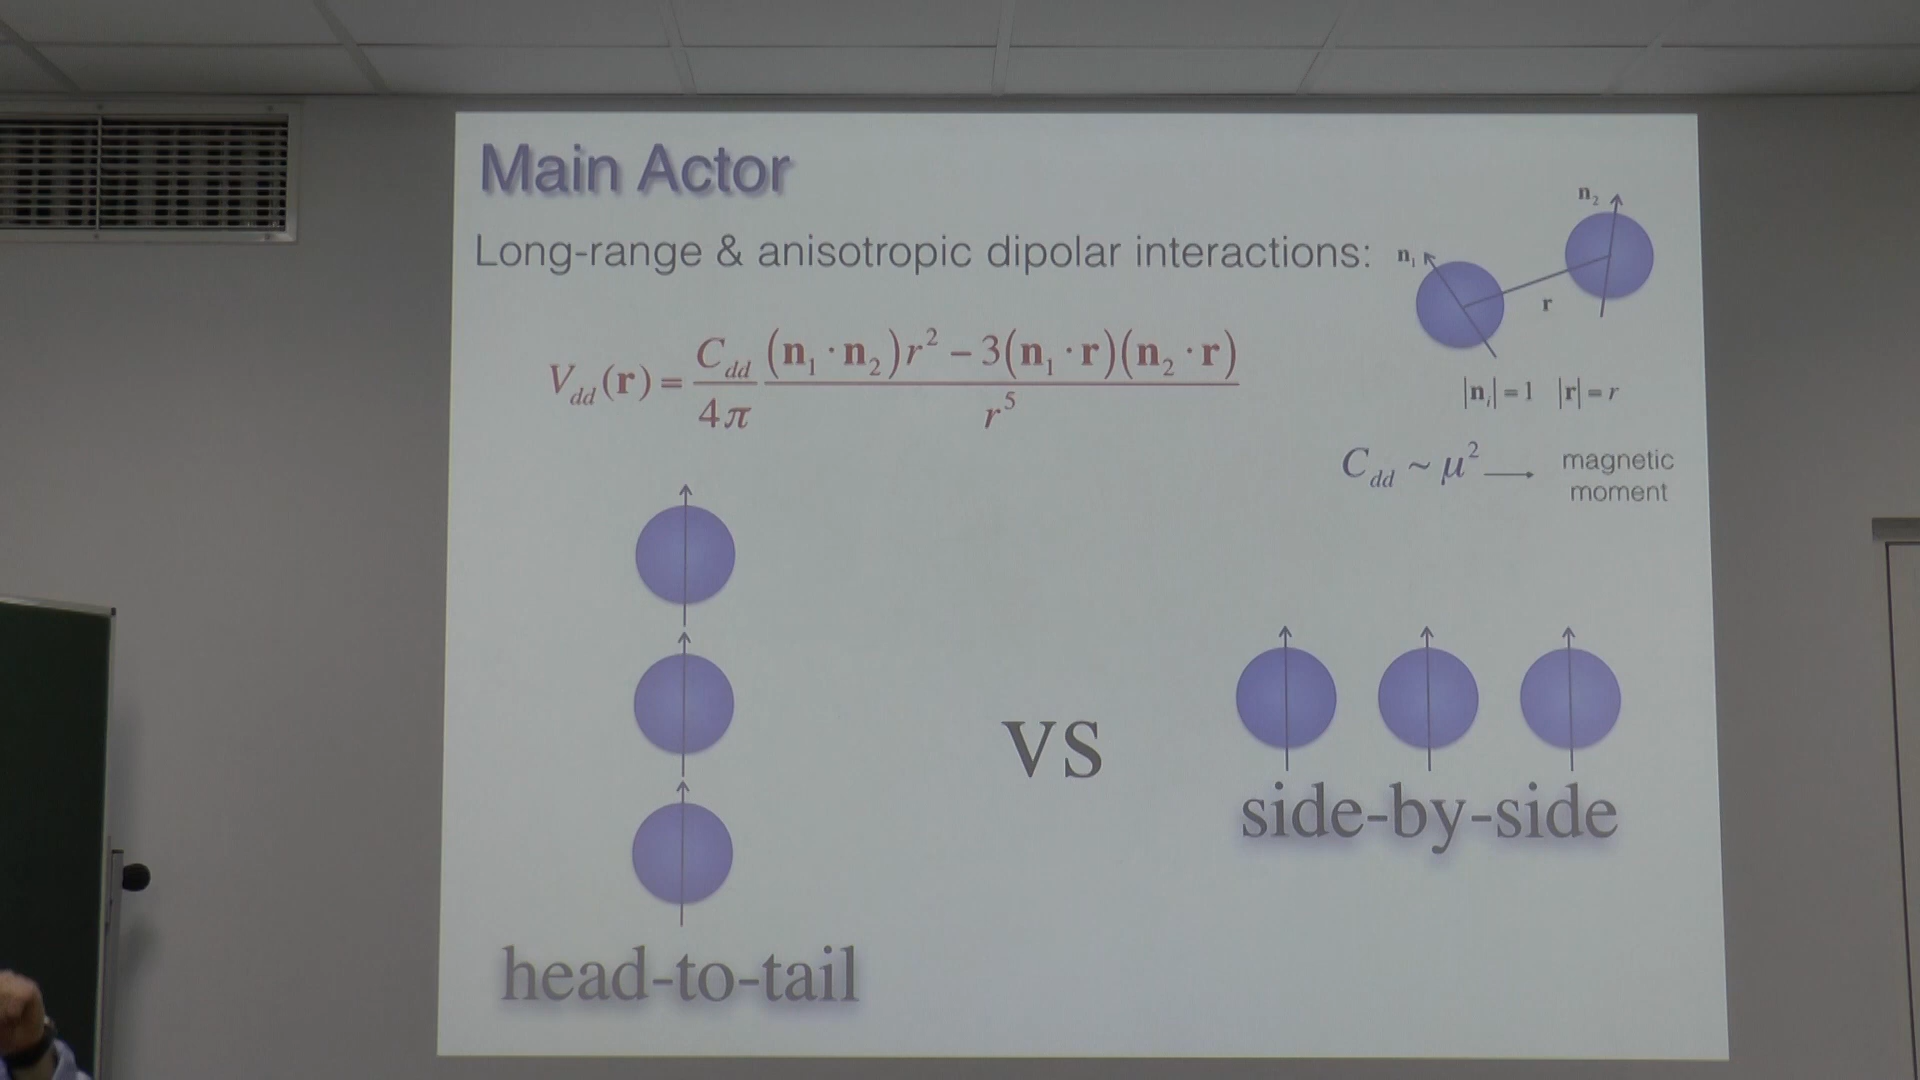 Main Actor
Long-range & anisotropic dipolar interactions:
n₁ n₂ r
V_dd(r) = C_dd/4π ((n₁ · n₂)r² − 3(n₁ · r)(n₂ · r))/r⁵
|n_i| = 1 |r| = r
C_dd ~ μ² → magnetic
moment
vs
side-by-side
head-to-tail